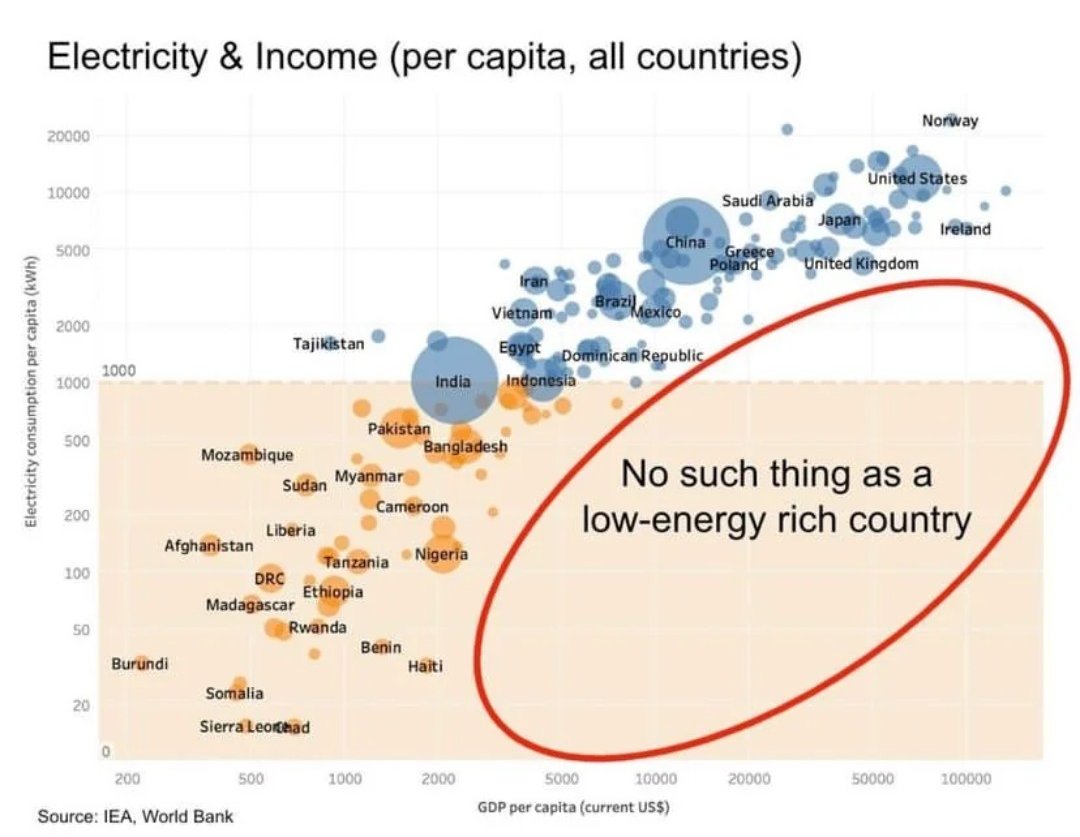 Electricity & Income (per capita, all countries)
Electricity consumption per capita (kWh)
20000
10000
5000
2000
1000
500
200
100
50
20
1000
0
Norway
United States
Saudi Arabia
Japan
Ireland
China
Greece
Poland
United Kingdom
Iran
Brazil
Vietnam
Mexico
Tajikistan
Egypt
Dominican Republic
India
Indonesia
Pakistan
Bangladesh
Mozambique
Myanmar
Sudan
Cameroon
Liberia
Afghanistan
Nigeria
Tanzania
DRC
Ethiopia
Madagascar
Rwanda
Benin
Burundi
Haiti
Somalia
Sierra Leone
Chad
No such thing as a
low-energy rich country
200
500
1000
2000
5000
10000
20000
50000
100000
GDP per capita (current US$)
Source: IEA, World Bank